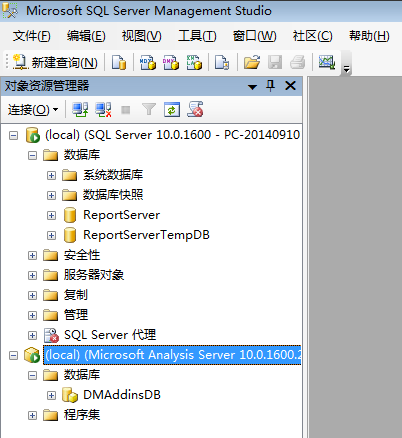 Microsoft SQL Server Management Studio
文件(F) 编辑(E) 视图(V) 工具(T) 窗口(W) 社区(C) 帮助(H)
新建查询(N)
对象资源管理器
连接(O)
(local) (SQL Server 10.0.1600 - PC-20140910
数据库
系统数据库
数据库快照
ReportServer
ReportServerTempDB
安全性
服务器对象
复制
管理
SQL Server 代理
(local) (Microsoft Analysis Server 10.0.1600.2
数据库
DMAddinsDB
程序集